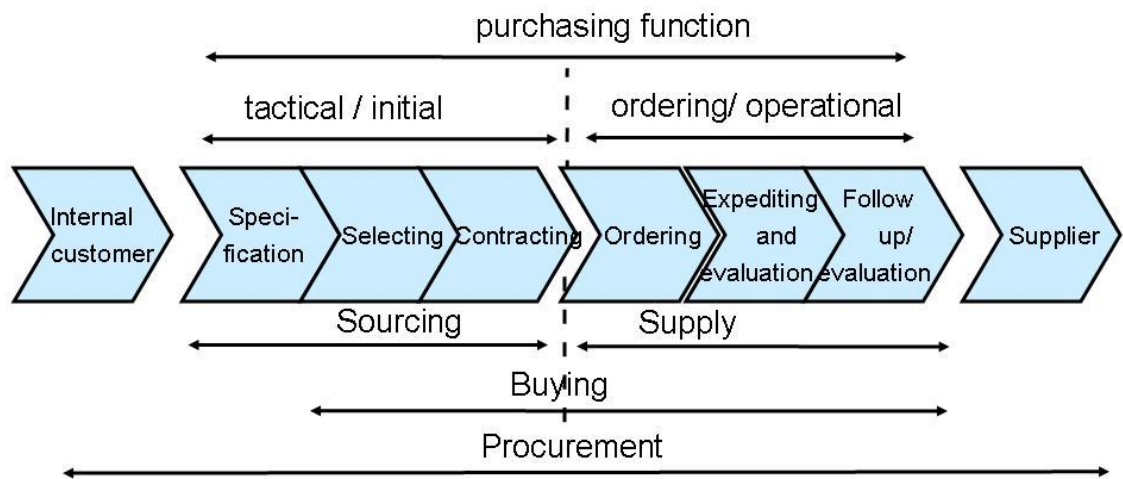 purchasing function
tactical / initial
ordering/ operational
Internal
customer
Speci-
fication
Selecting
Contracting
Ordering
Expediting
and
evaluation
Follow
up/
evaluation
Supplier
Sourcing
Supply
Buying
Procurement